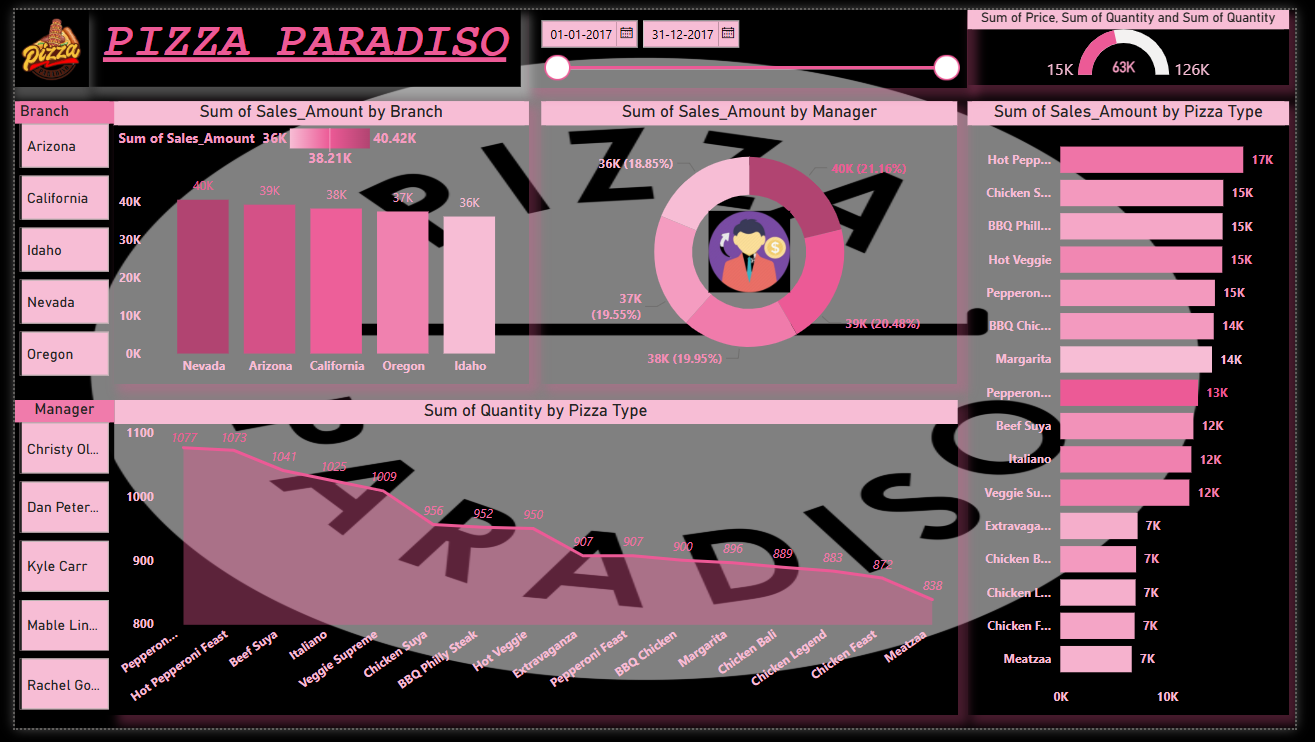 Pizza
PIZZA PARADISO
01-01-2017
31-12-2017
Sum of Price, Sum of Quantity and Sum of Quantity
15K
63K
126K
Branch
Arizona
California
Idaho
Nevada
Oregon
Sum of Sales_Amount by Branch
Sum of Sales_Amount
36K
40.42K
38.21K
40K
30K
20K
10K
0K
40K
39K
38K
37K
36K
Nevada
Arizona
California
Oregon
Idaho
Sum of Sales_Amount by Manager
36K (18.85%)
40K (21.16%)
37K
(19.55%)
39K (20.48%)
38K (19.95%)
$
Sum of Sales_Amount by Pizza Type
Hot Pepp... 17K
Chicken S... 15K
BBQ Phill... 15K
Hot Veggie 15K
Pepperon... 15K
BBQ Chic... 14K
Margarita 14K
Pepperon... 13K
Beef Suya 12K
Italiano 12K
Veggie Su... 12K
Extravaga... 7K
Chicken B... 7K
Chicken L... 7K
Chicken F... 7K
Meatzaa 7K
0K
10K
Manager
Christy Ol...
Dan Peter...
Kyle Carr
Mable Lin...
Rachel Go...
Sum of Quantity by Pizza Type
1100
1000
900
800
1077
1073
1041
1025
1009
956
952
950
907
907
900
896
889
883
872
838
Pepperon...
Hot Pepperoni Feast
Beef Suya
Italiano
Veggie Supreme
Chicken Suya
BBQ Philly Steak
Hot Veggie
Extravaganza
Pepperoni Feast
BBQ Chicken
Margarita
Chicken Bali
Chicken Legend
Chicken Feast
Meatzaa
PIZZA
PARADISO